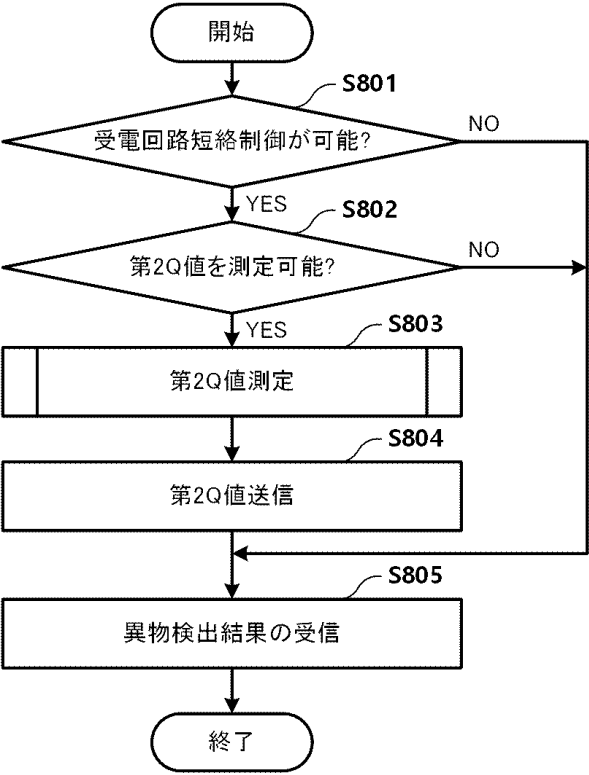 開始
S801
受電回路短絡制御が可能?
NO
YES
S802
第2Q値を測定可能?
NO
YES
S803
第2Q値測定
S804
第2Q値送信
S805
異物検出結果の受信
終了